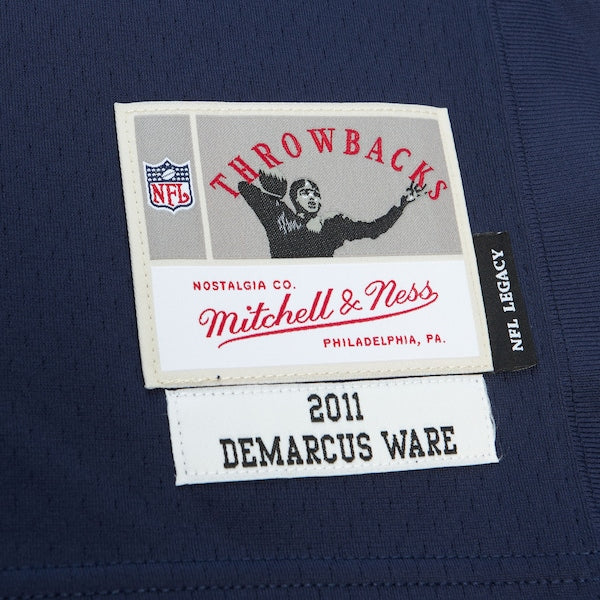 THROWBACKS
NFL
NOSTALGIA CO.
Mitchell & Ness
PHILADELPHIA, PA.
NFL LEGACY
2011
DEMARCUS WARE